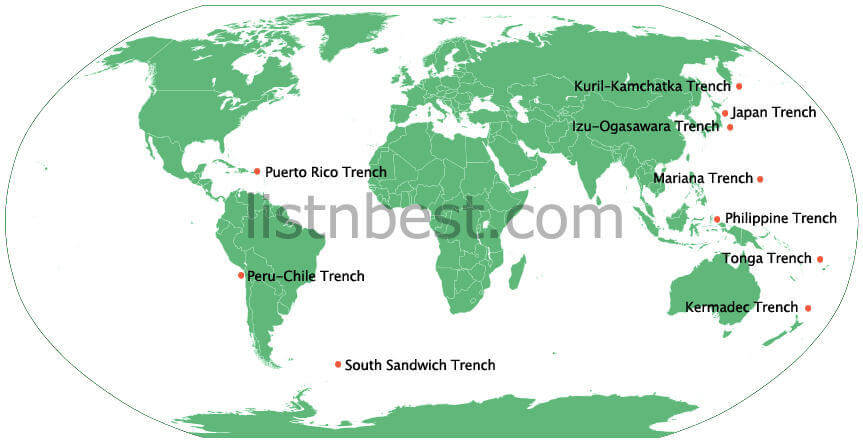 Kuril-Kamchatka Trench
Japan Trench
Izu-Ogasawara Trench
Puerto Rico Trench
Mariana Trench
listnbest.com
Philippine Trench
Tonga Trench
Peru-Chile Trench
Kermadec Trench
South Sandwich Trench